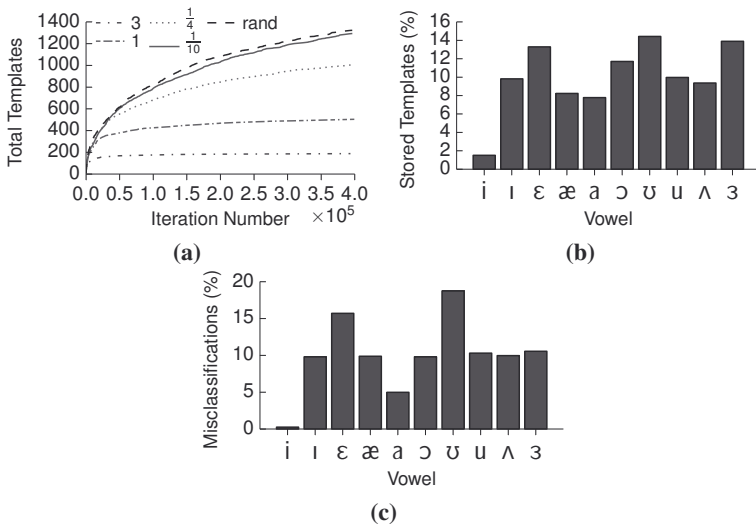 3
1/4
rand
1
1/10
1400
1200
1000
800
600
400
200
0
Total Templates
0.0 0.5 1.0 1.5 2.0 2.5 3.0 3.5 4.0
Iteration Number ×10⁵
(a)
16
14
12
10
8
6
4
2
0
Stored Templates (%)
i ɪ ɛ æ a ɔ ʊ u ʌ ɜ
Vowel
(b)
20
15
10
5
0
Misclassifications (%)
i ɪ ɛ æ a ɔ ʊ u ʌ ɜ
Vowel
(c)